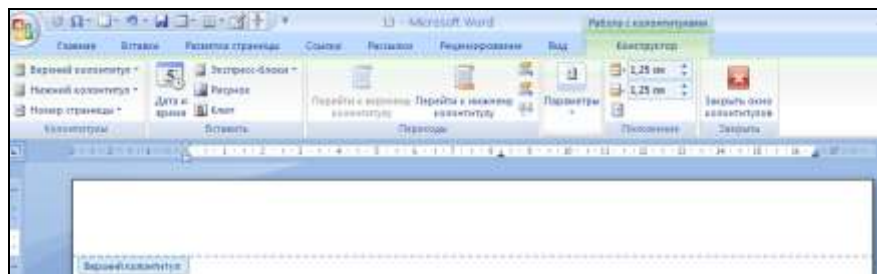 13 - Microsoft Word
Работа с колонтитулами
Главная Вставка Разметка страницы Ссылки Рассылки Рецензирование Вид Конструктор
Верхний колонтитул
Нижний колонтитул
Номер страницы
Колонтитулы
Дата и время
Экспресс-блоки
Рисунок
Клип
Вставить
Перейти к верхнему колонтитулу
Перейти к нижнему колонтитулу
Переходы
Параметры
1,25 см
1,25 см
Положение
Закрыть окно колонтитулов
Закрыть
Верхний колонтитул